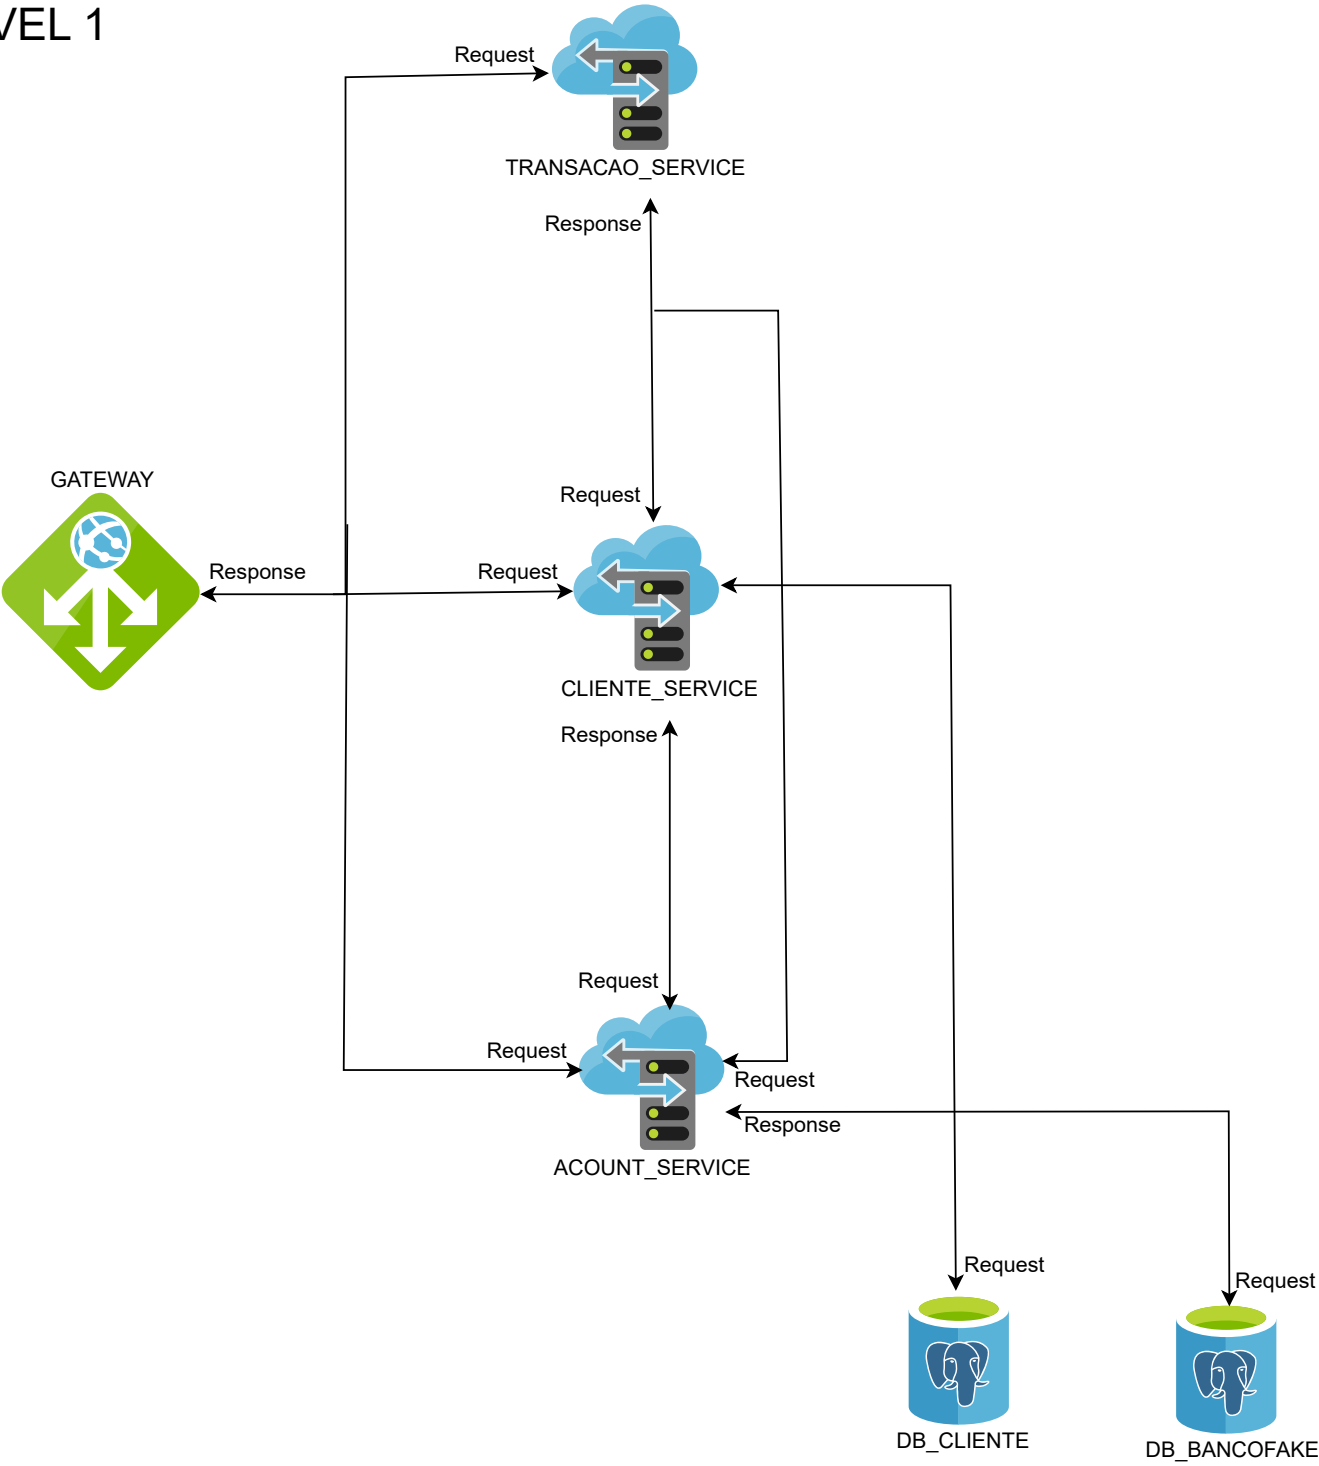 VEL 1
Request
TRANSACAO_SERVICE
Response
GATEWAY
Request
Response
Request
CLIENTE_SERVICE
Response
Request
Request
Request
Response
ACOUNT_SERVICE
Request
Request
DB_CLIENTE
DB_BANCOFAKE